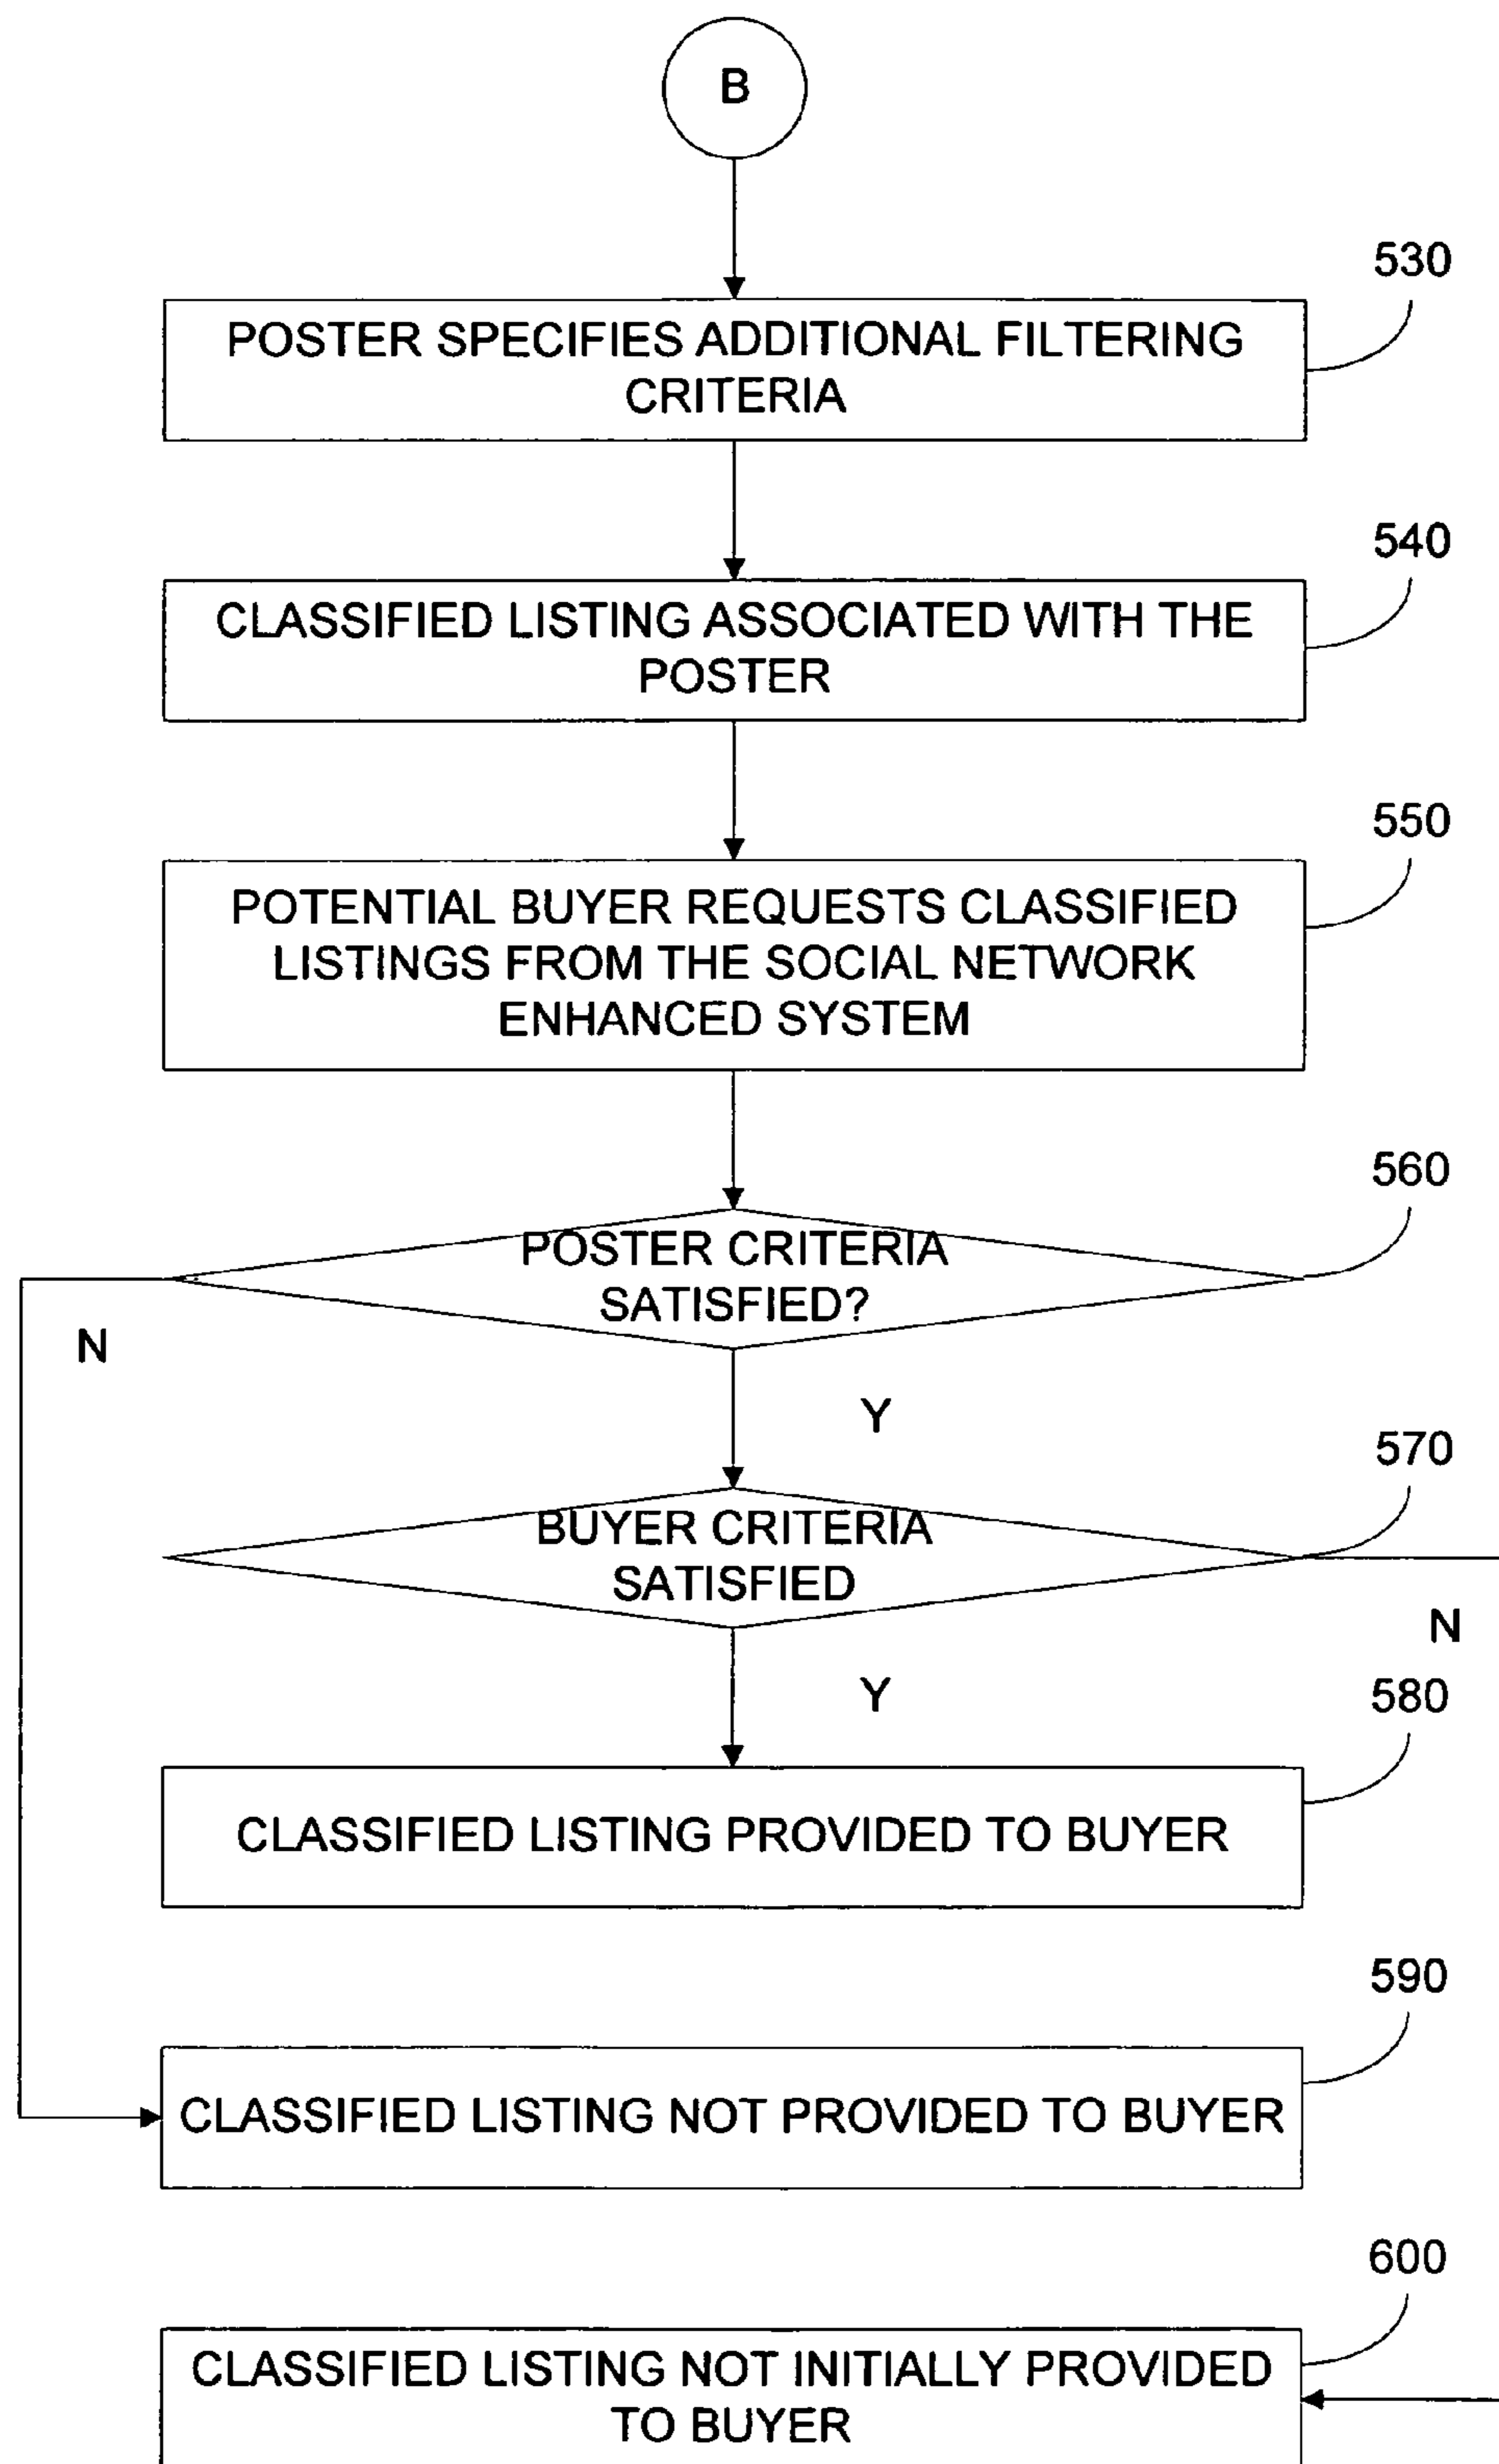 B
530
POSTER SPECIFIES ADDITIONAL FILTERING
CRITERIA
540
CLASSIFIED LISTING ASSOCIATED WITH THE
POSTER
550
POTENTIAL BUYER REQUESTS CLASSIFIED
LISTINGS FROM THE SOCIAL NETWORK
ENHANCED SYSTEM
560
POSTER CRITERIA
SATISFIED?
N
Y
570
BUYER CRITERIA
SATISFIED
N
Y
580
CLASSIFIED LISTING PROVIDED TO BUYER
590
CLASSIFIED LISTING NOT PROVIDED TO BUYER
600
CLASSIFIED LISTING NOT INITIALLY PROVIDED
TO BUYER